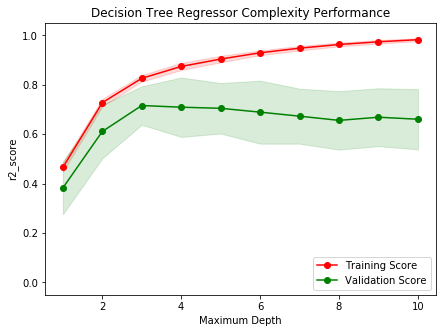 Decision Tree Regressor Complexity Performance
1.0
0.8
0.6
0.4
0.2
0.0
r2_score
2 4 6 8 10
Maximum Depth
Training Score
Validation Score